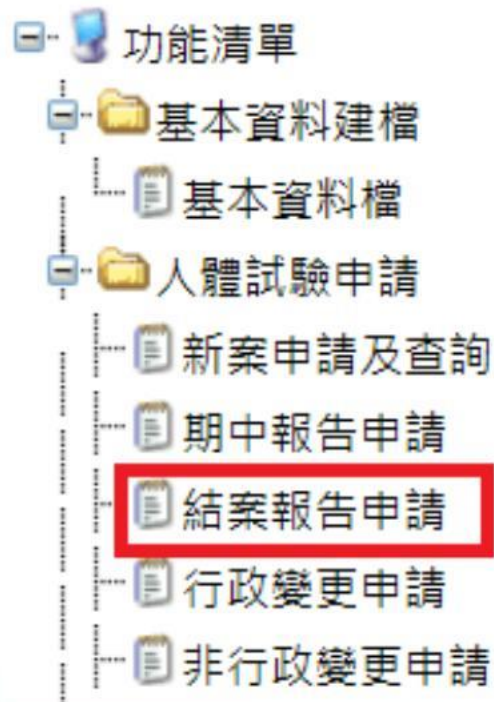 功能清單
基本資料建檔
基本資料檔
人體試驗申請
新案申請及查詢
期中報告申請
結案報告申請
行政變更申請
非行政變更申請